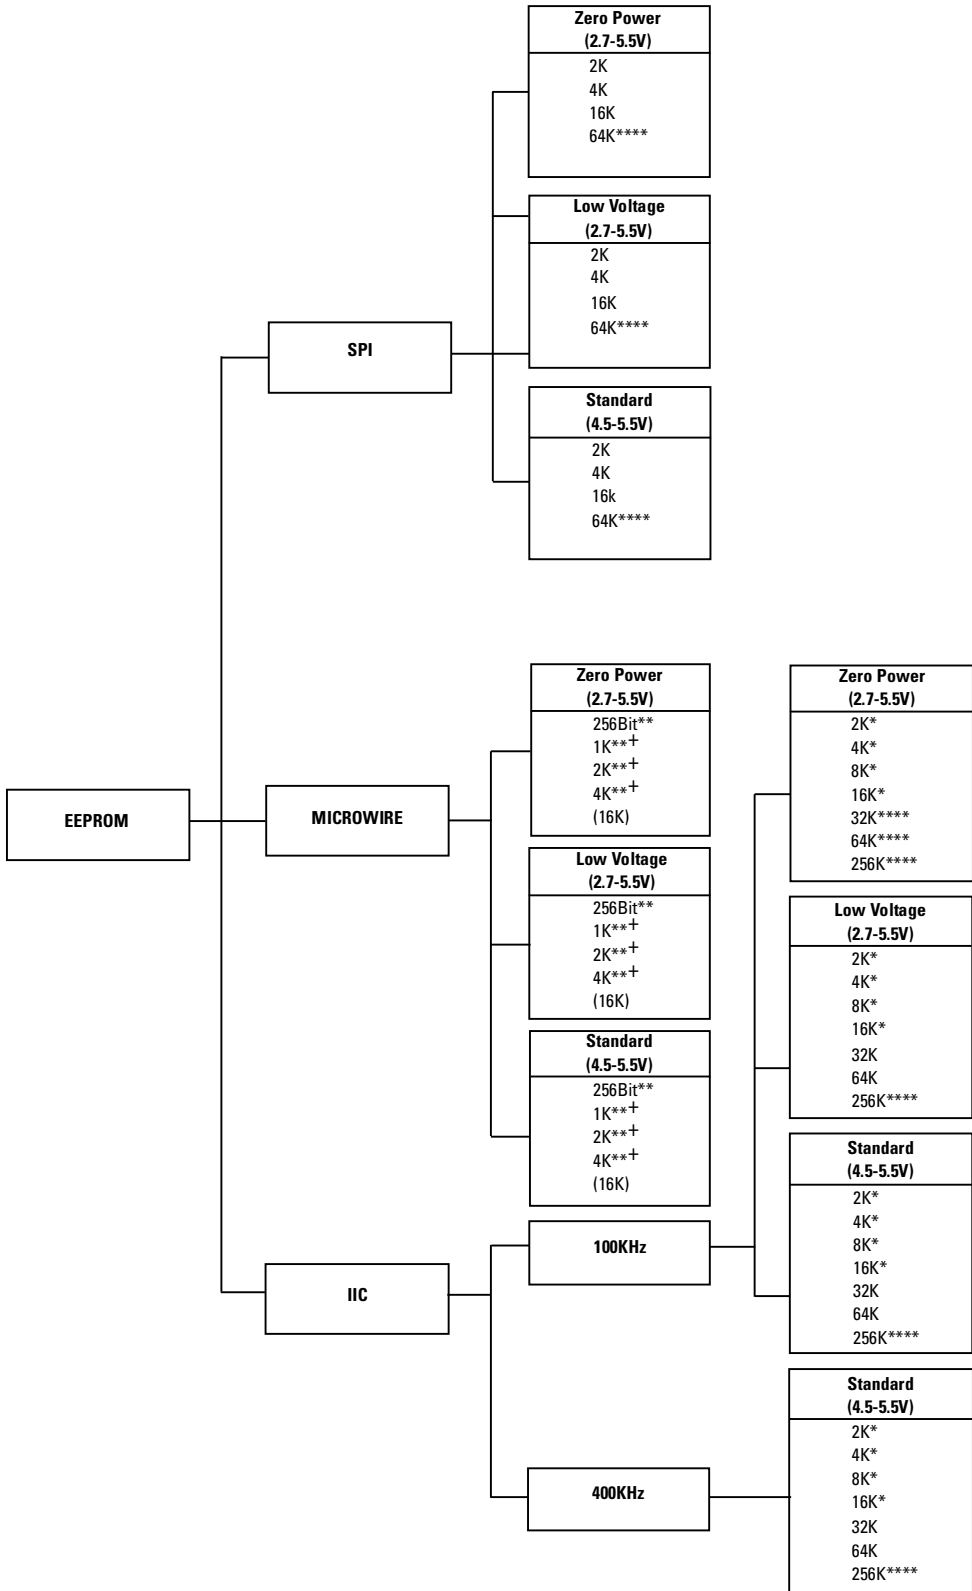 Zero Power
(2.7-5.5V)
2K
4K
16K
64K****
Low Voltage
(2.7-5.5V)
2K
4K
16K
64K****
SPI
Standard
(4.5-5.5V)
2K
4K
16k
64K****
EEPROM
MICROWIRE
Zero Power
(2.7-5.5V)
256Bit**
1K**+
2K**+
4K**+
(16K)
Low Voltage
(2.7-5.5V)
256Bit**
1K**+
2K**+
4K**+
(16K)
Standard
(4.5-5.5V)
256Bit**
1K**+
2K**+
4K**+
(16K)
IIC
100KHz
Zero Power
(2.7-5.5V)
2K*
4K*
8K*
16K*
32K****
64K****
256K****
Low Voltage
(2.7-5.5V)
2K*
4K*
8K*
16K*
32K
64K
256K****
Standard
(4.5-5.5V)
2K*
4K*
8K*
16K*
32K
64K
256K****
400KHz
Standard
(4.5-5.5V)
2K*
4K*
8K*
16K*
32K
64K
256K****